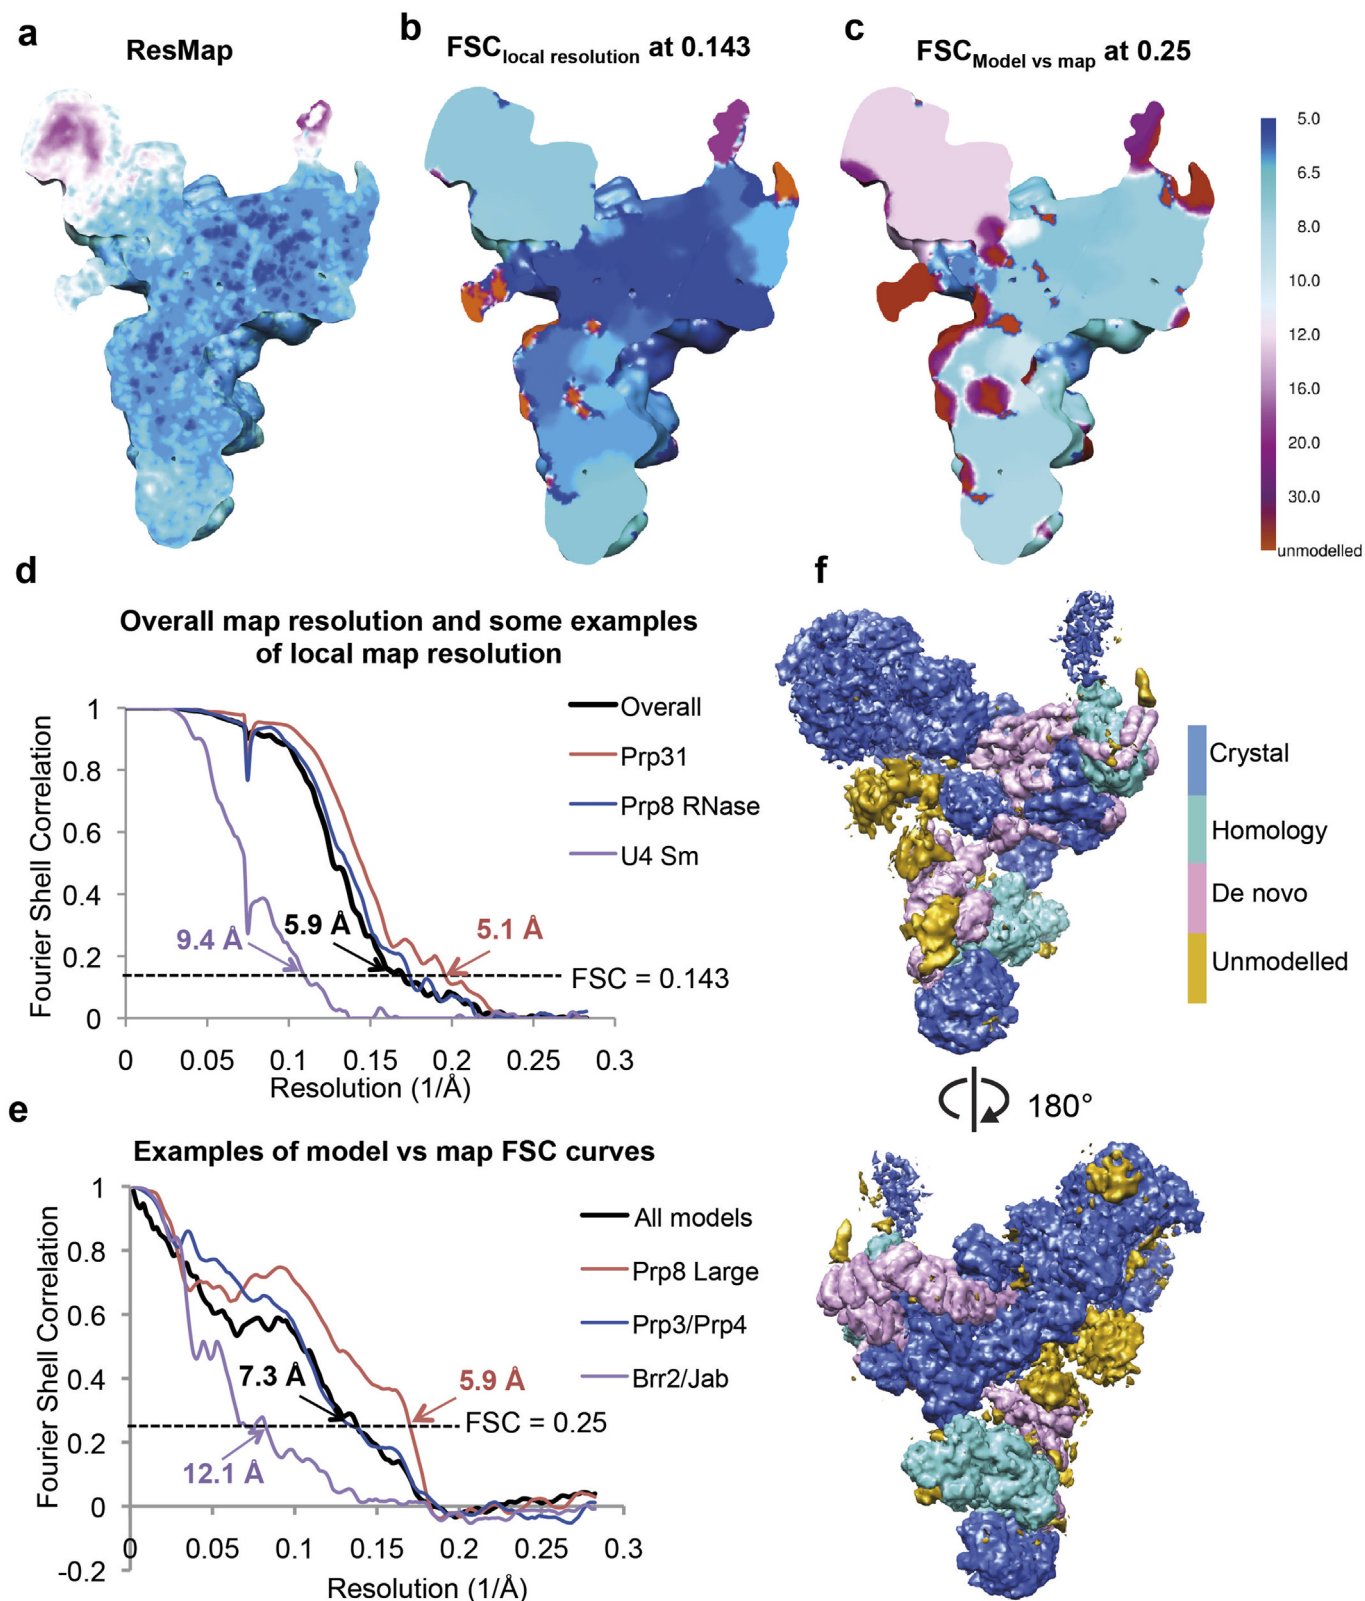 a
ResMap
b
FSC local resolution at 0.143
c
FSC Model vs map at 0.25
5.0
6.5
8.0
10.0
12.0
16.0
20.0
30.0
unmodelled
d
Overall map resolution and some examples
of local map resolution
Fourier Shell Correlation
1
0.8
0.6
0.4
0.2
0
0 0.05 0.1 0.15 0.2 0.25 0.3
Resolution (1/Å)
Overall
Prp31
Prp8 RNase
U4 Sm
9.4 Å
5.9 Å
5.1 Å
FSC = 0.143
e
Examples of model vs map FSC curves
Fourier Shell Correlation
1
0.8
0.6
0.4
0.2
0
-0.2
0 0.05 0.1 0.15 0.2 0.25 0.3
Resolution (1/Å)
All models
Prp8 Large
Prp3/Prp4
Brr2/Jab
7.3 Å
5.9 Å
12.1 Å
FSC = 0.25
f
Crystal
Homology
De novo
Unmodelled
180°